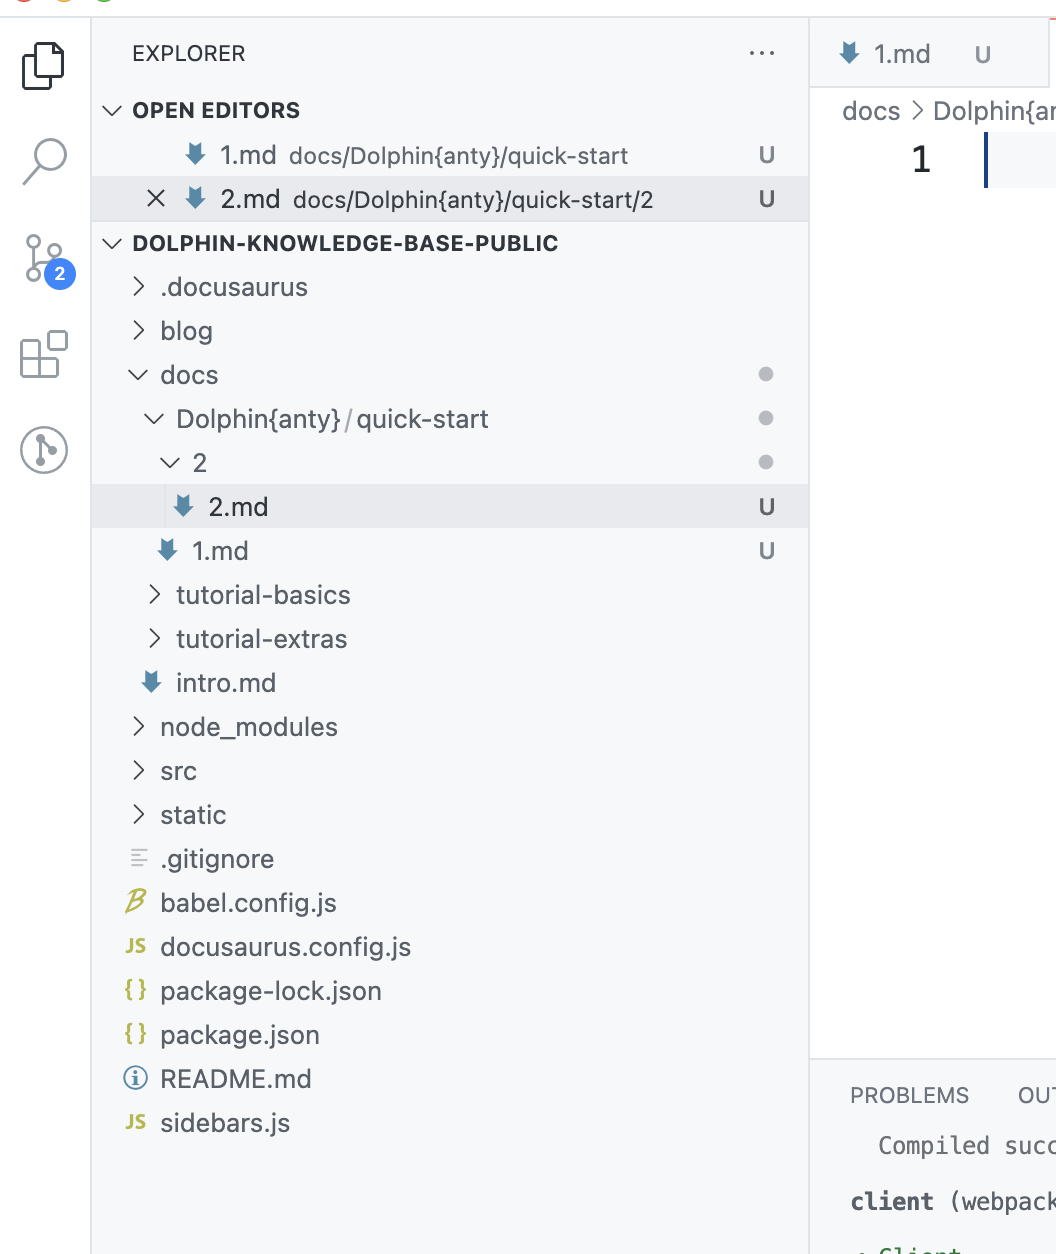 EXPLORER
OPEN EDITORS
1.md docs/Dolphin{anty}/quick-start U
2.md docs/Dolphin{anty}/quick-start/2 U
DOLPHIN-KNOWLEDGE-BASE-PUBLIC
.docusaurus
blog
docs
Dolphin{anty}/quick-start
2
2.md U
1.md U
tutorial-basics
tutorial-extras
intro.md
node_modules
src
static
.gitignore
babel.config.js
JS docusaurus.config.js
{} package-lock.json
{} package.json
README.md
JS sidebars.js
2
1.md U
docs > Dolphin{an
1
PROBLEMS OUT
Compiled succ
client (webpack